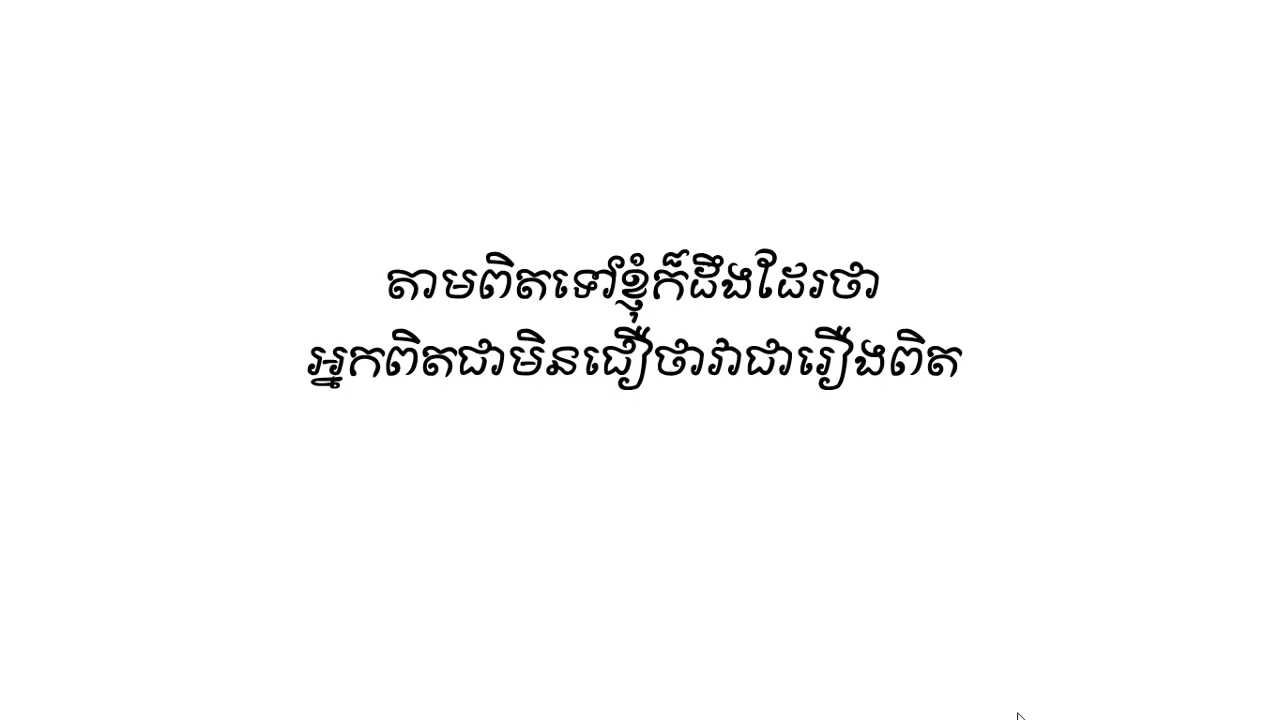 តាមពិតទៅខ្ញុំក៏ដឹងដែរថា
អ្នកពិតជាមិនជឿថាវាជារឿងពិត